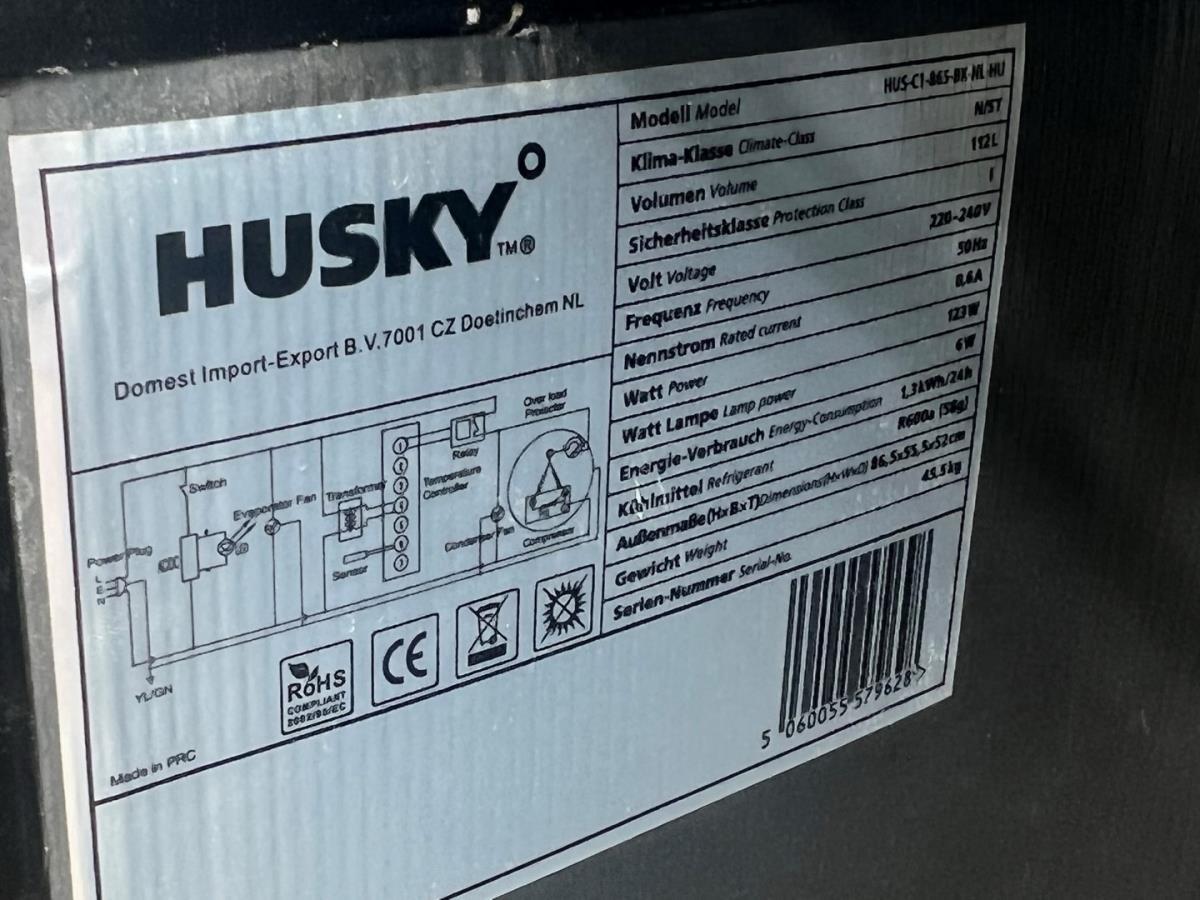 HUSKY
TM®
Domest Import-Export B.V.7001 CZ Doetinchem NL
Modell Model HUS-C1-865-BK-NL-HU
Klima-Klasse Climate-Class N/ST
Volumen Volume 112L
Sicherheitsklasse Protection Class I
Volt Voltage 220-240V
Frequenz Frequency 50Hz
Nennstrom Rated current 0,6A
Watt Power 123W
Watt Lampe Lamp power 6W
Energie-Verbrauch Energy-Consumption 1,3kWh/24h
Kühlmittel Refrigerant R600a (58g)
Außenmaße(HxBxT)Dimensions(HxWxD) 86,5x55,5x52cm
Gewicht Weight 45,5kg
Serien-Nummer Serial-No.
Over load
Protector
Relay
Switch
Temperature
Controller
Transformer
Evaporator Fan
Power Plug
L
E
N
Sensor
Condenser Fan
Compressor
YL/GN
RoHS
COMPLIANT
2002/95/EC
CE
Made in PRC
5 060055 579628 >